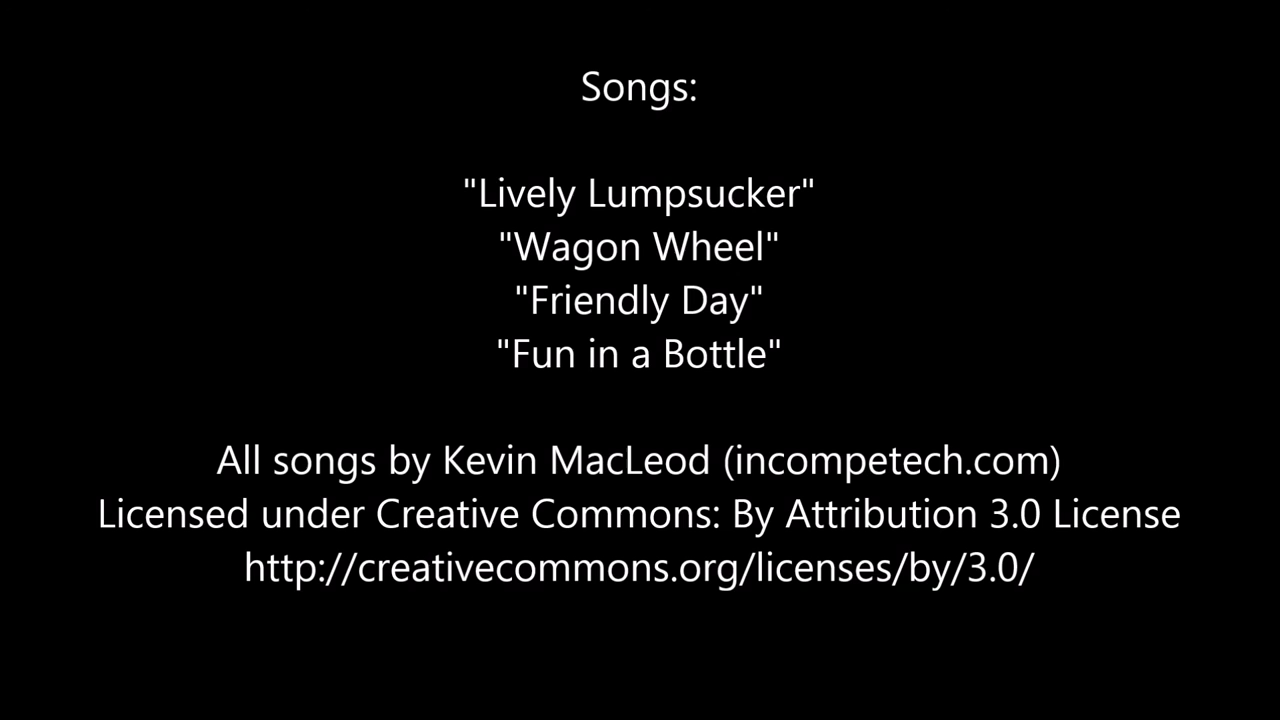 Songs:
"Lively Lumpsucker"
"Wagon Wheel"
"Friendly Day"
"Fun in a Bottle"
All songs by Kevin MacLeod (incompetech.com)
Licensed under Creative Commons: By Attribution 3.0 License
http://creativecommons.org/licenses/by/3.0/